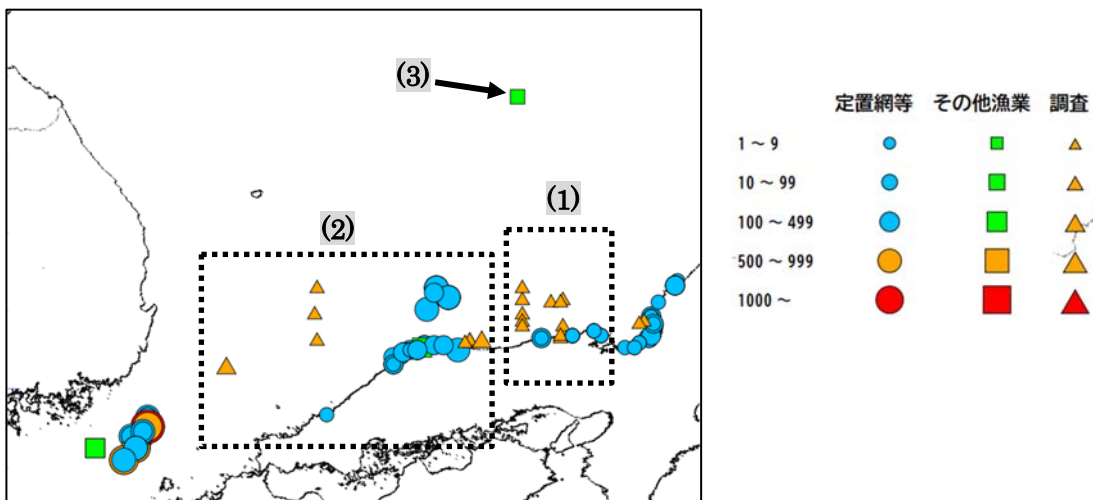 (3)
(1)
(2)
定置網等 その他漁業 調査
1 ～ 9
10 ～ 99
100 ～ 499
500 ～ 999
1000 ～